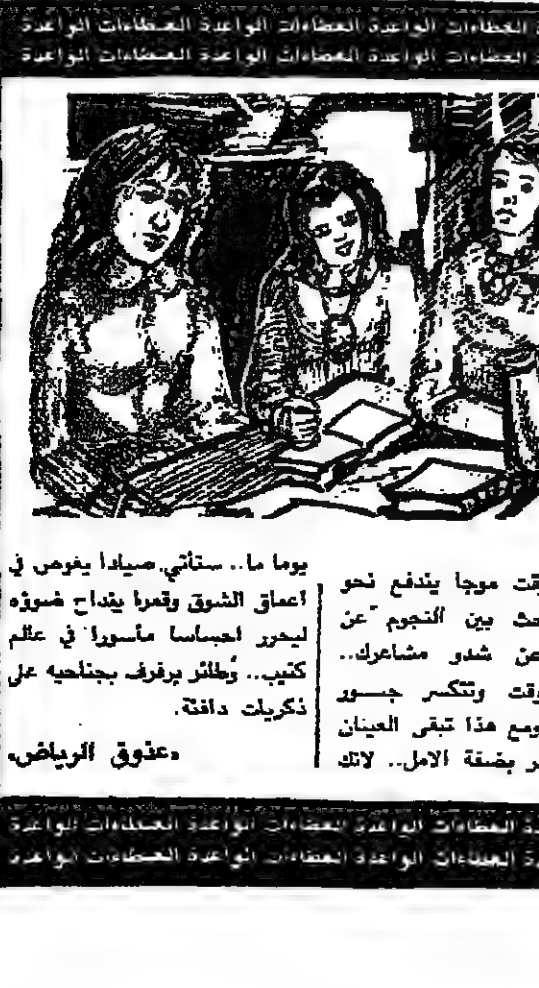 العطاءات الواعدة العطاءات الواعدة العطاءات الواعدة
العطاءات الواعدة العطاءات الواعدة العطاءات الواعدة
وقت موجا يندفع نحو
بين النجوم عن
عن شدو مشاعرك..
وتتكسر جسور
ومع هذا تبقى العينان
بضفة الامل.. لانك
يوما ما.. ستأتي صيادا يغوص في
اعماق الشوق وقمرا ينداح ضوؤه
ليحرر احساسا مأسورا في عالم
كئيب.. وطائر يرفرف بجناحيه على
ذكريات دافئة.
«عذوق الرياض»
العطاءات الواعدة العطاءات الواعدة العطاءات الواعدة
العطاءات الواعدة العطاءات الواعدة العطاءات الواعدة